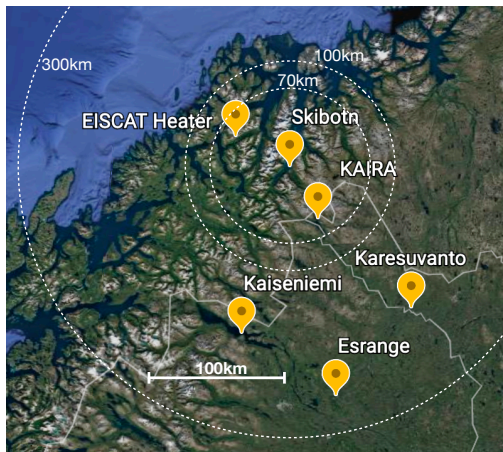 300km
100km
70km
EISCAT Heater
Skibotn
KAIRA
Karesuvanto
Kaiseniemi
Esrange
100km